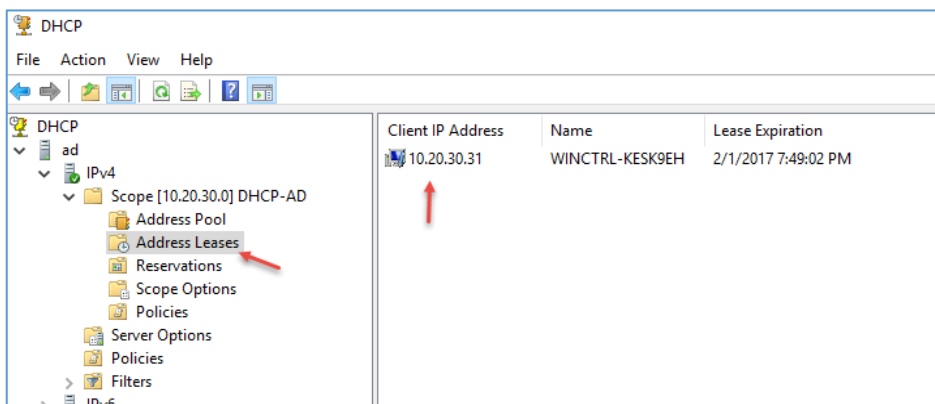 DHCP
File Action View Help
DHCP
ad
IPv4
Scope [10.20.30.0] DHCP-AD
Address Pool
Address Leases
Reservations
Scope Options
Policies
Server Options
Policies
Filters
IPv6
Client IP Address Name Lease Expiration
10.20.30.31 WINCTRL-KESK9EH 2/1/2017 7:49:02 PM